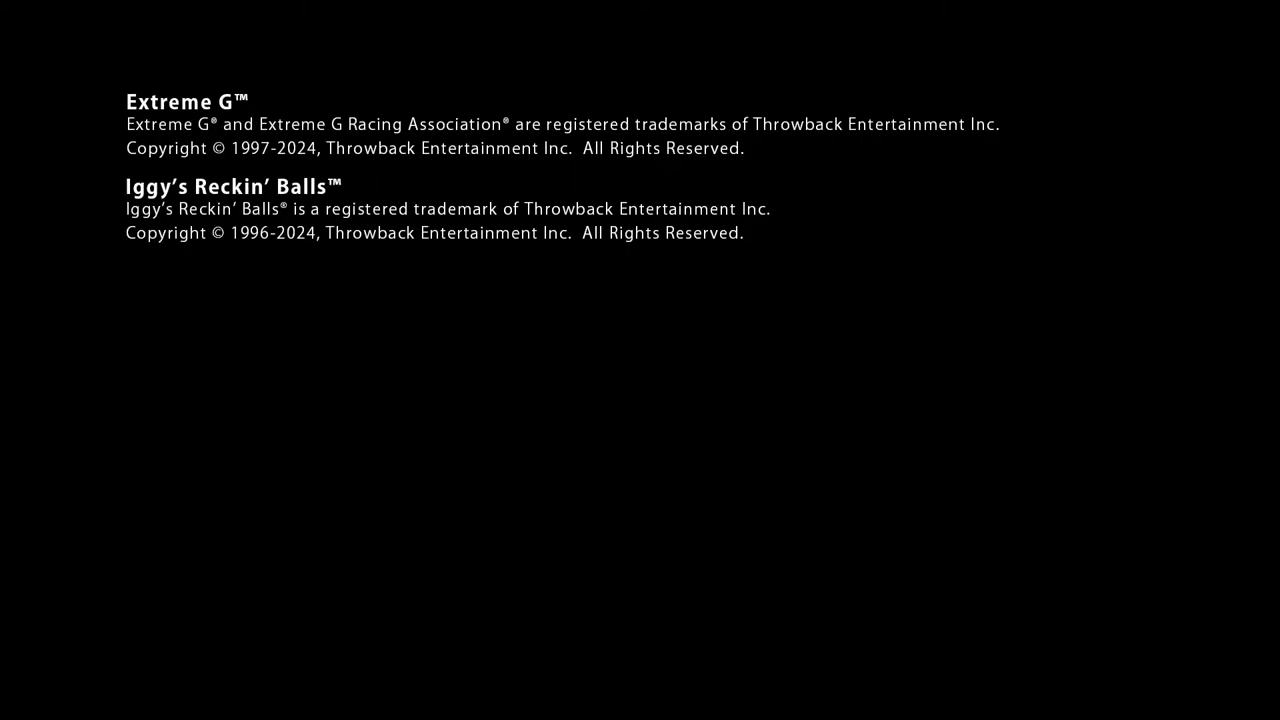 Extreme G™
Extreme G® and Extreme G Racing Association® are registered trademarks of Throwback Entertainment Inc.
Copyright © 1997-2024, Throwback Entertainment Inc.  All Rights Reserved.
Iggy’s Reckin’ Balls™
Iggy’s Reckin’ Balls® is a registered trademark of Throwback Entertainment Inc.
Copyright © 1996-2024, Throwback Entertainment Inc.  All Rights Reserved.